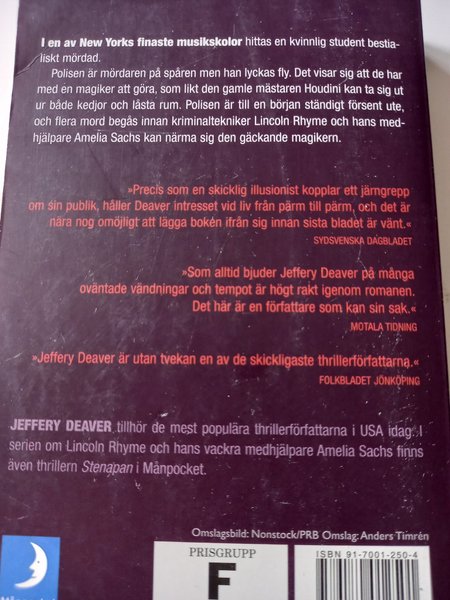 I en av New Yorks finaste musikskolor hittas en kvinnlig student bestia-
liskt mördad.
Polisen är mördaren på spåren men han lyckas fly. Det visar sig att de har
med en magiker att göra, som likt den gamle mästaren Houdini kan ta sig ut
ur både kedjor och låsta rum. Polisen är till en början ständigt försent ute,
och flera mord begås innan kriminaltekniker Lincoln Rhyme och hans med-
hjälpare Amelia Sachs kan närma sig den gäckande magikern.
»Precis som en skicklig illusionist kopplar ett järngrepp
om sin publik, håller Deaver intresset vid liv från pärm till pärm, och det är
nära nog omöjligt att lägga boken ifrån sig innan sista bladet är vänt.«
SYDSVENSKA DAGBLADET
»Som alltid bjuder Jeffery Deaver på många
oväntade vändningar och tempot är högt rakt igenom romanen.
Det här är en författare som kan sin sak.«
MOTALA TIDNING
»Jeffery Deaver är utan tvekan en av de skickligaste thrillerförfattarna.«
FOLKBLADET JÖNKÖPING
JEFFERY DEAVER tillhör de mest populära thrillerförfattarna i USA idag. I
serien om Lincoln Rhyme och hans vackra medhjälpare Amelia Sachs finns
även thrillern Stenapan i Månpocket.
Omslagsbild: Nonstock/PRB Omslag: Anders Timrén
PRISGRUPP
F
ISBN 91-7001-250-4